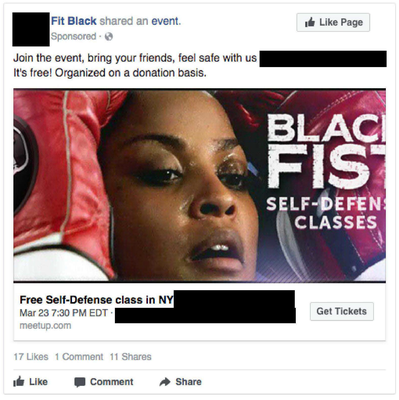 Fit Black shared an event.
Like Page
Sponsored ·
Join the event, bring your friends, feel safe with us
It's free! Organized on a donation basis.
BLAC
FIST
SELF-DEFENS
CLASSES
Free Self-Defense class in NY
Mar 23 7:30 PM EDT ·
meetup.com
Get Tickets
17 Likes 1 Comment 11 Shares
Like Comment Share